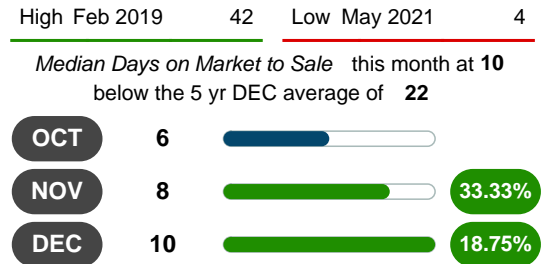 High Feb 2019 42 Low May 2021 4
Median Days on Market to Sale this month at 10
below the 5 yr DEC average of 22
OCT 6
NOV 8 33.33%
DEC 10 18.75%